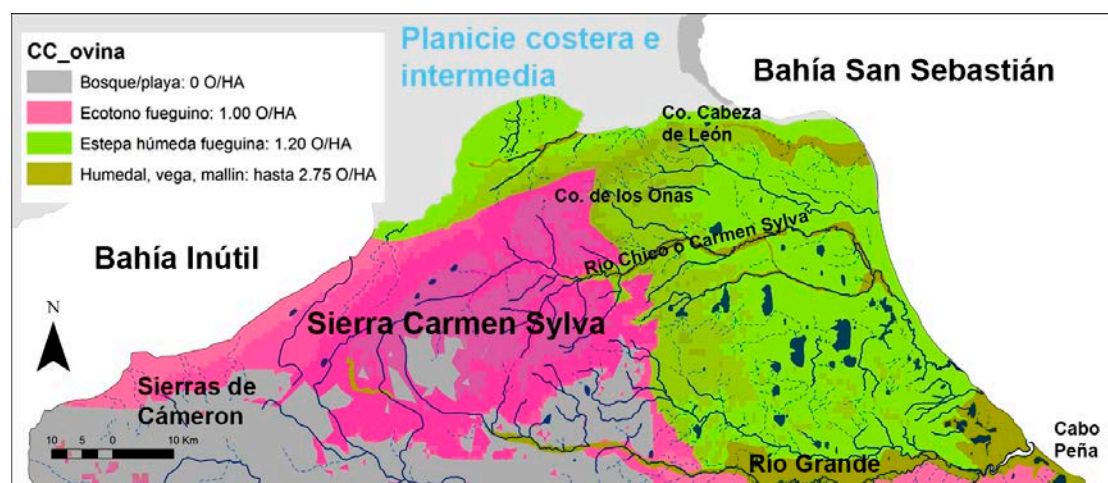 CC_ovina
Bosque/playa: 0 O/HA
Ecotono fueguino: 1.00 O/HA
Estepa húmeda fueguina: 1.20 O/HA
Humedal, vega, mallin: hasta 2.75 O/HA
Planicie costera e
intermedia
Bahía San Sebastián
Co. Cabeza
de León
Co. de los Onas
Río Chico o Carmen Sylva
Bahía Inútil
N
Sierra Carmen Sylva
Sierras de
Cámeron
10 5 0 10 Km
Río Grande
Cabo
Peña